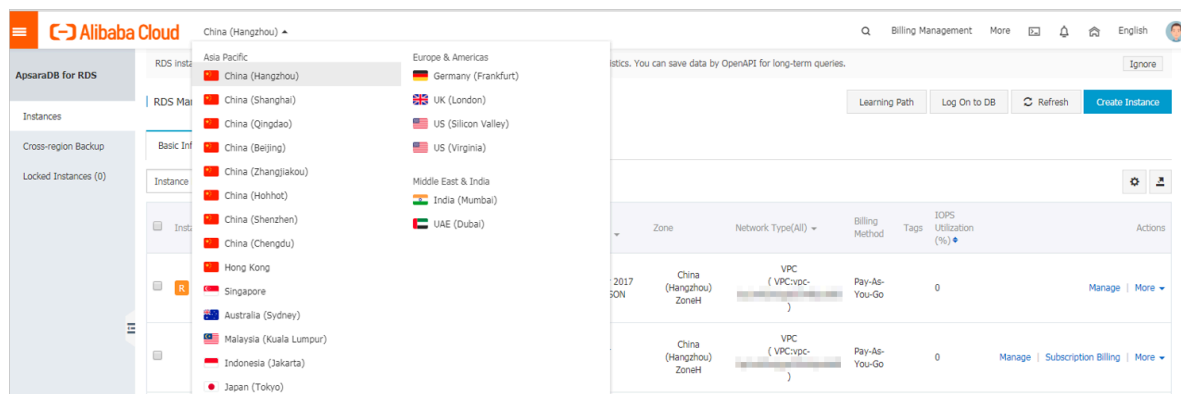 Alibaba Cloud China (Hangzhou) Billing Management More English
ApsaraDB for RDS
Instances
Cross-region Backup
Locked Instances (0)
RDS insta
istics. You can save data by OpenAPI for long-term queries. Ignore
RDS Mar
Learning Path Log On to DB Refresh Create Instance
Basic Inf
Instance
Asia Pacific
China (Hangzhou)
China (Shanghai)
China (Qingdao)
China (Beijing)
China (Zhangjiakou)
China (Hohhot)
China (Shenzhen)
China (Chengdu)
Hong Kong
Singapore
Australia (Sydney)
Malaysia (Kuala Lumpur)
Indonesia (Jakarta)
Japan (Tokyo)
Europe & Americas
Germany (Frankfurt)
UK (London)
US (Silicon Valley)
US (Virginia)
Middle East & India
India (Mumbai)
UAE (Dubai)
Insta
Zone
Network Type(All)
Billing
Method
Tags
IOPS
Utilization
(%)
Actions
R
2017
SON
China
(Hangzhou)
ZoneH
VPC
( VPC:vpc-
)
Pay-As-
You-Go
0
Manage | More
China
(Hangzhou)
ZoneH
VPC
( VPC:vpc-
)
Pay-As-
You-Go
0
Manage | Subscription Billing | More